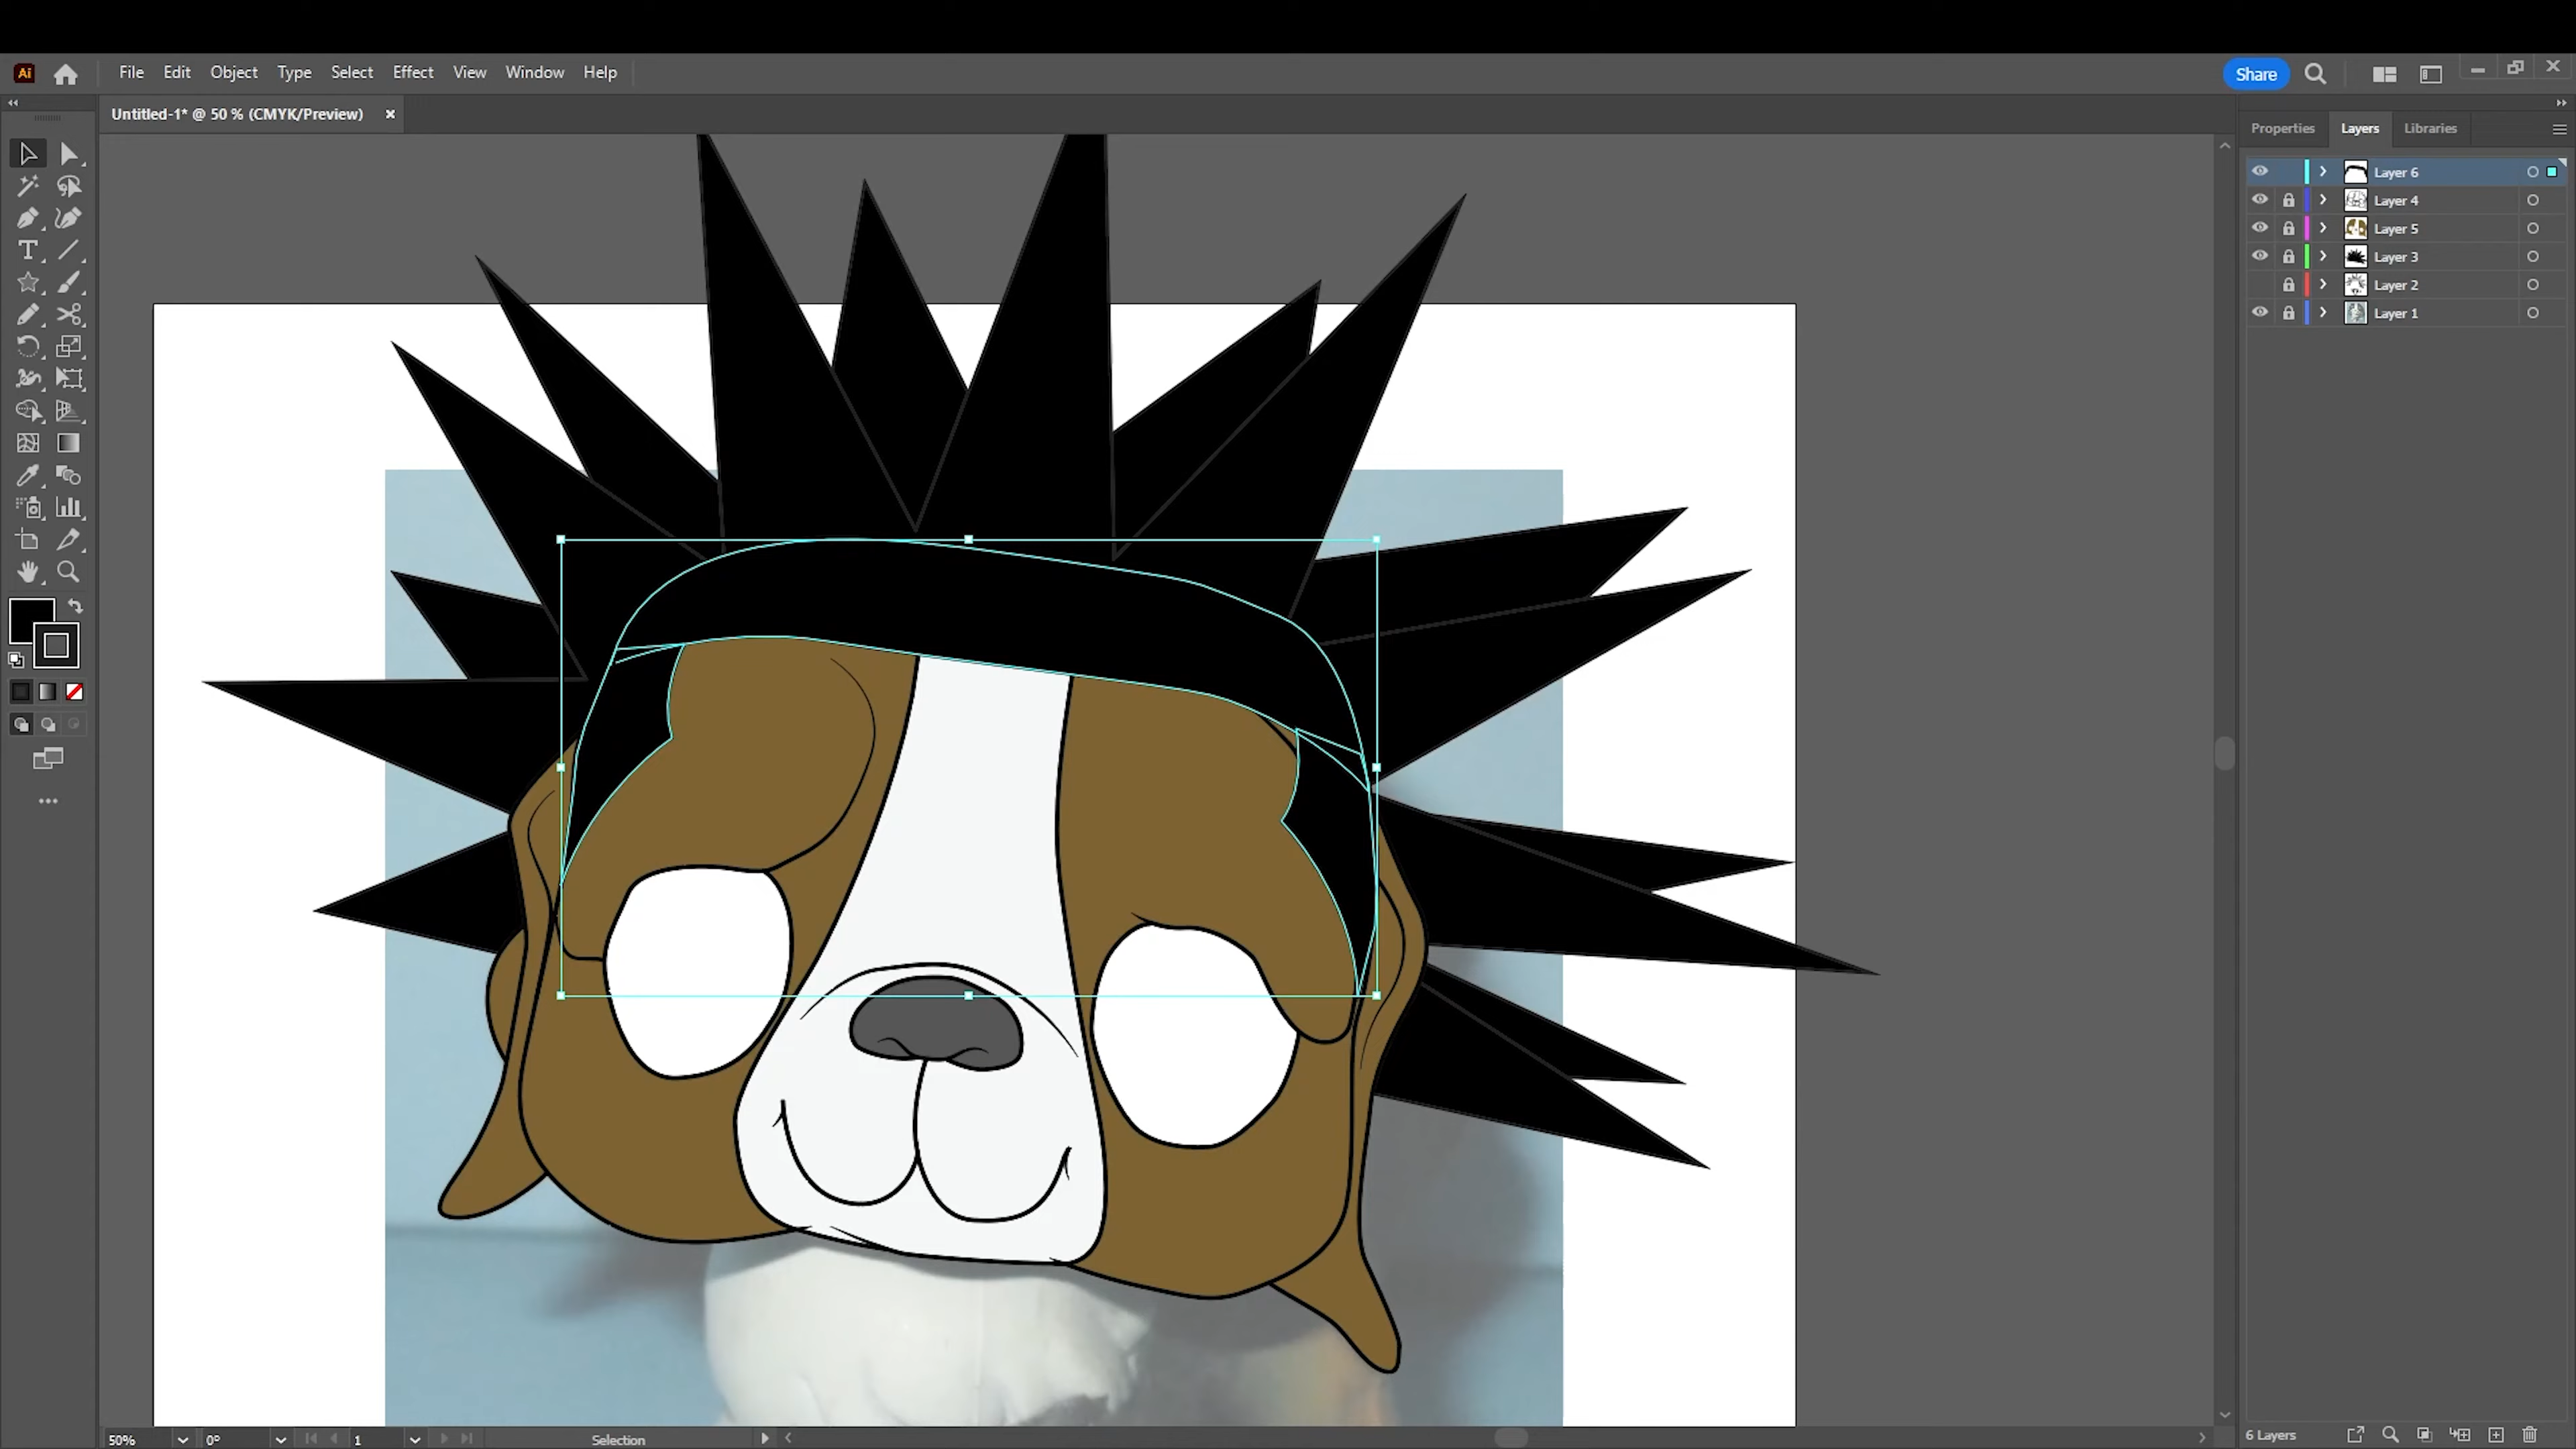 Ai File Edit Object Type Select Effect View Window Help Share
Untitled-1* @ 50 % (CMYK/Preview)
Properties Layers Libraries
Layer 6
Layer 4
Layer 5
Layer 3
Layer 2
Layer 1
50% 0° 1 Selection
6 Layers